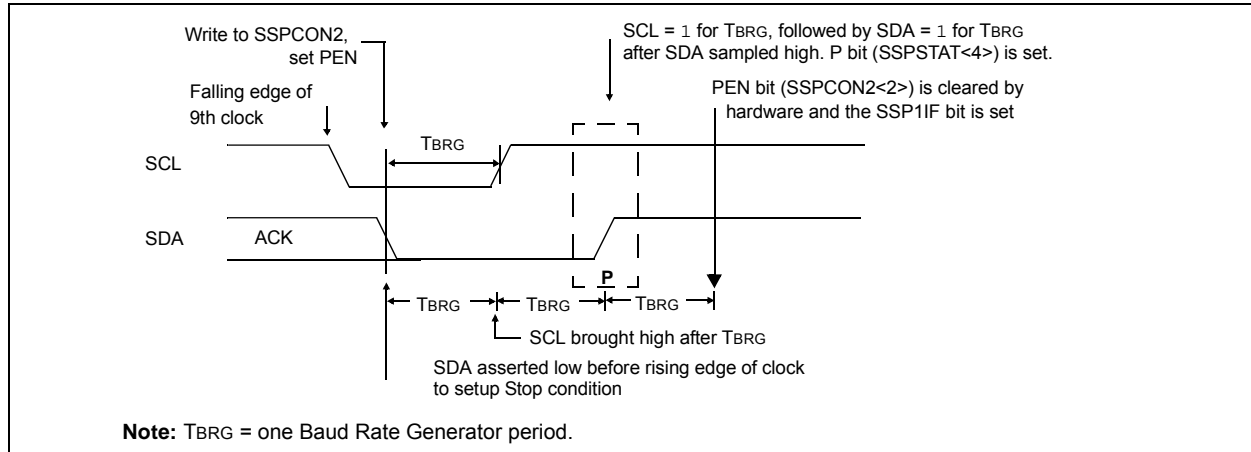 Write to SSPCON2,
set PEN
SCL = 1 for TBRG, followed by SDA = 1 for TBRG
after SDA sampled high. P bit (SSPSTAT<4>) is set.
Falling edge of
9th clock
PEN bit (SSPCON2<2>) is cleared by
hardware and the SSP1IF bit is set
TBRG
SCL
SDA
ACK
P
TBRG
TBRG
TBRG
SCL brought high after TBRG
SDA asserted low before rising edge of clock
to setup Stop condition
Note: TBRG = one Baud Rate Generator period.